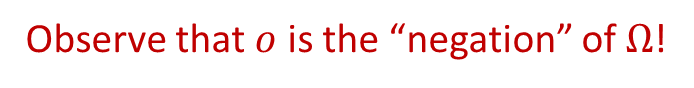 Observe that 𝑜 is the “negation” of Ω!